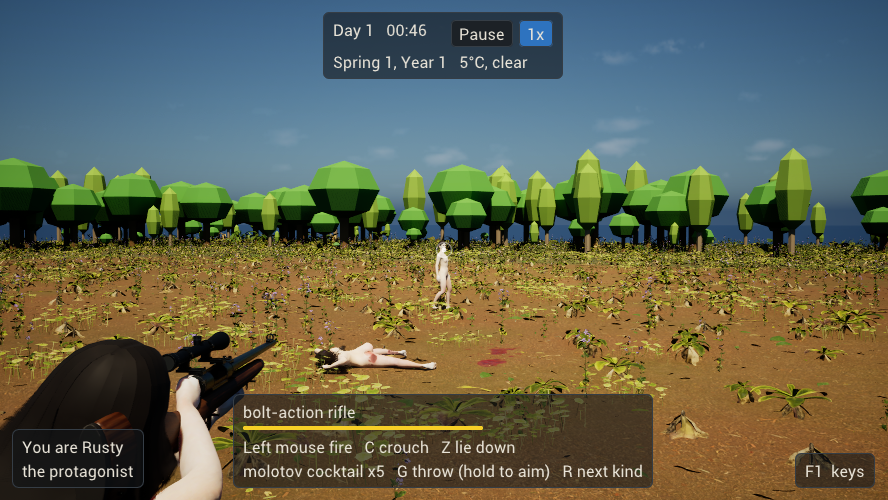 Day 1 00:46 Pause 1x
Spring 1, Year 1 5°C, clear
bolt-action rifle
Left mouse fire C crouch Z lie down
molotov cocktail x5 G throw (hold to aim) R next kind
You are Rusty
the protagonist
F1 keys